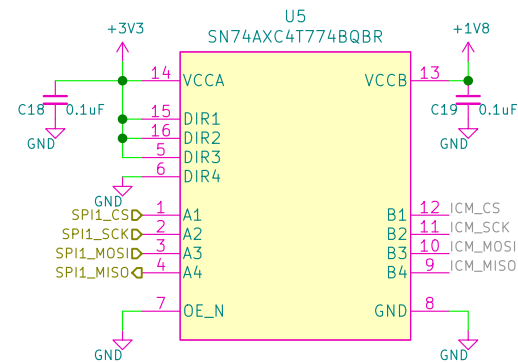 U5
SN74AXC4T774BQBR
+3V3
+1V8
14 VCCA
VCCB 13
C18 0.1uF
C19 0.1uF
GND
GND
15 DIR1
16 DIR2
5 DIR3
6 DIR4
GND
SPI1_CS 1 A1
B1 12 ICM_CS
SPI1_SCK 2 A2
B2 11 ICM_SCK
SPI1_MOSI 3 A3
B3 10 ICM_MOSI
SPI1_MISO 4 A4
B4 9 ICM_MISO
7 OE_N
GND 8
GND
GND